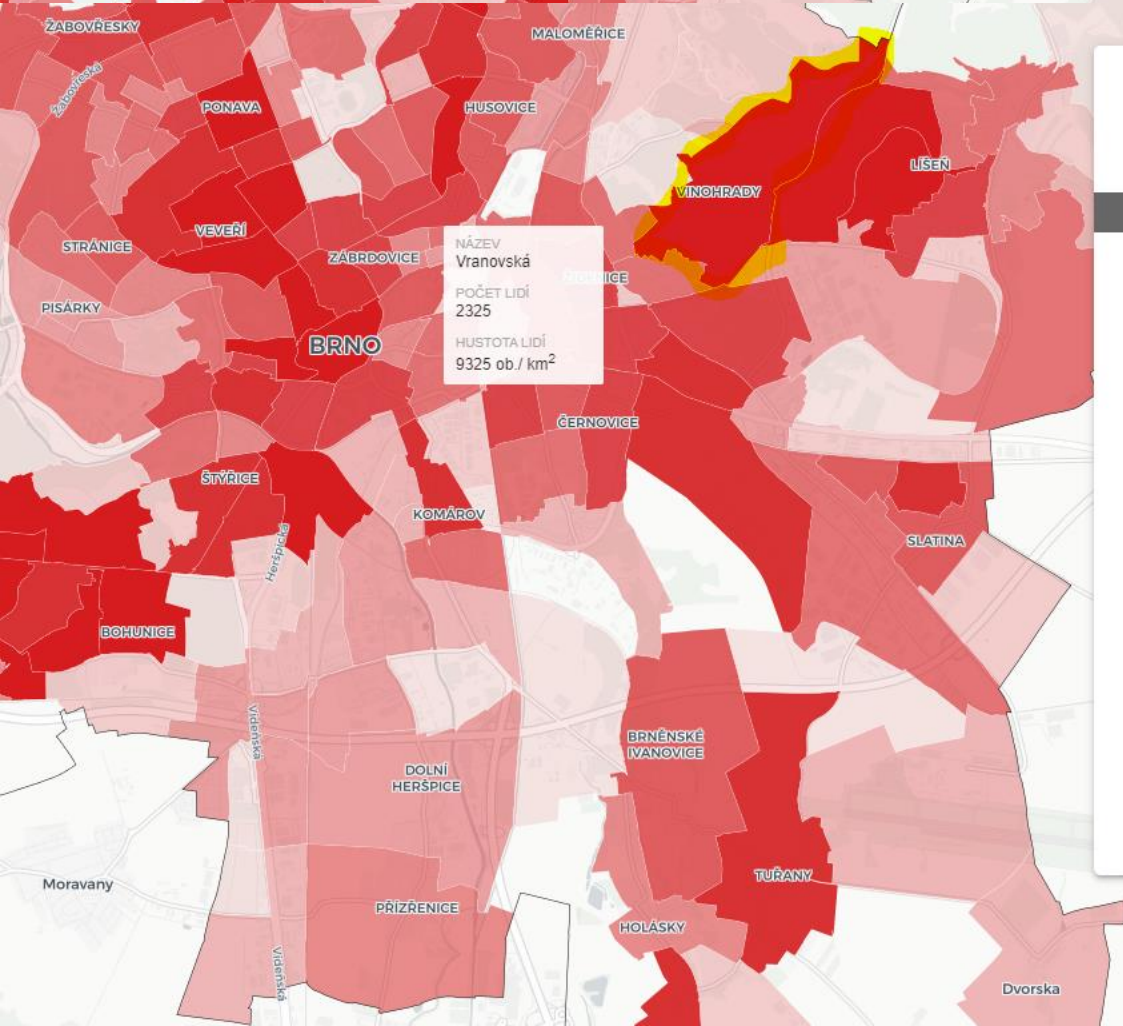 ŽABOVŘESKY
MALOMĚŘICE
Žabovřeská
PONAVA
HUSOVICE
LÍŠEŇ
VINOHRADY
VEVEŘÍ
STRÁNICE
ZÁBRDOVICE
NÁZEV
Vranovská
POČET LIDÍ
2325
HUSTOTA LIDÍ
9325 ob./ km²
PISÁRKY
BRNO
ČERNOVICE
ŠTÝŘICE
KOMÁROV
Heršpická
SLATINA
BOHUNICE
Vídeňská
BRNĚNSKÉ
IVANOVICE
DOLNÍ
HERŠPICE
TUŘANY
Moravany
PŘÍZŘENICE
HOLÁSKY
Vídeňská
Dvorska